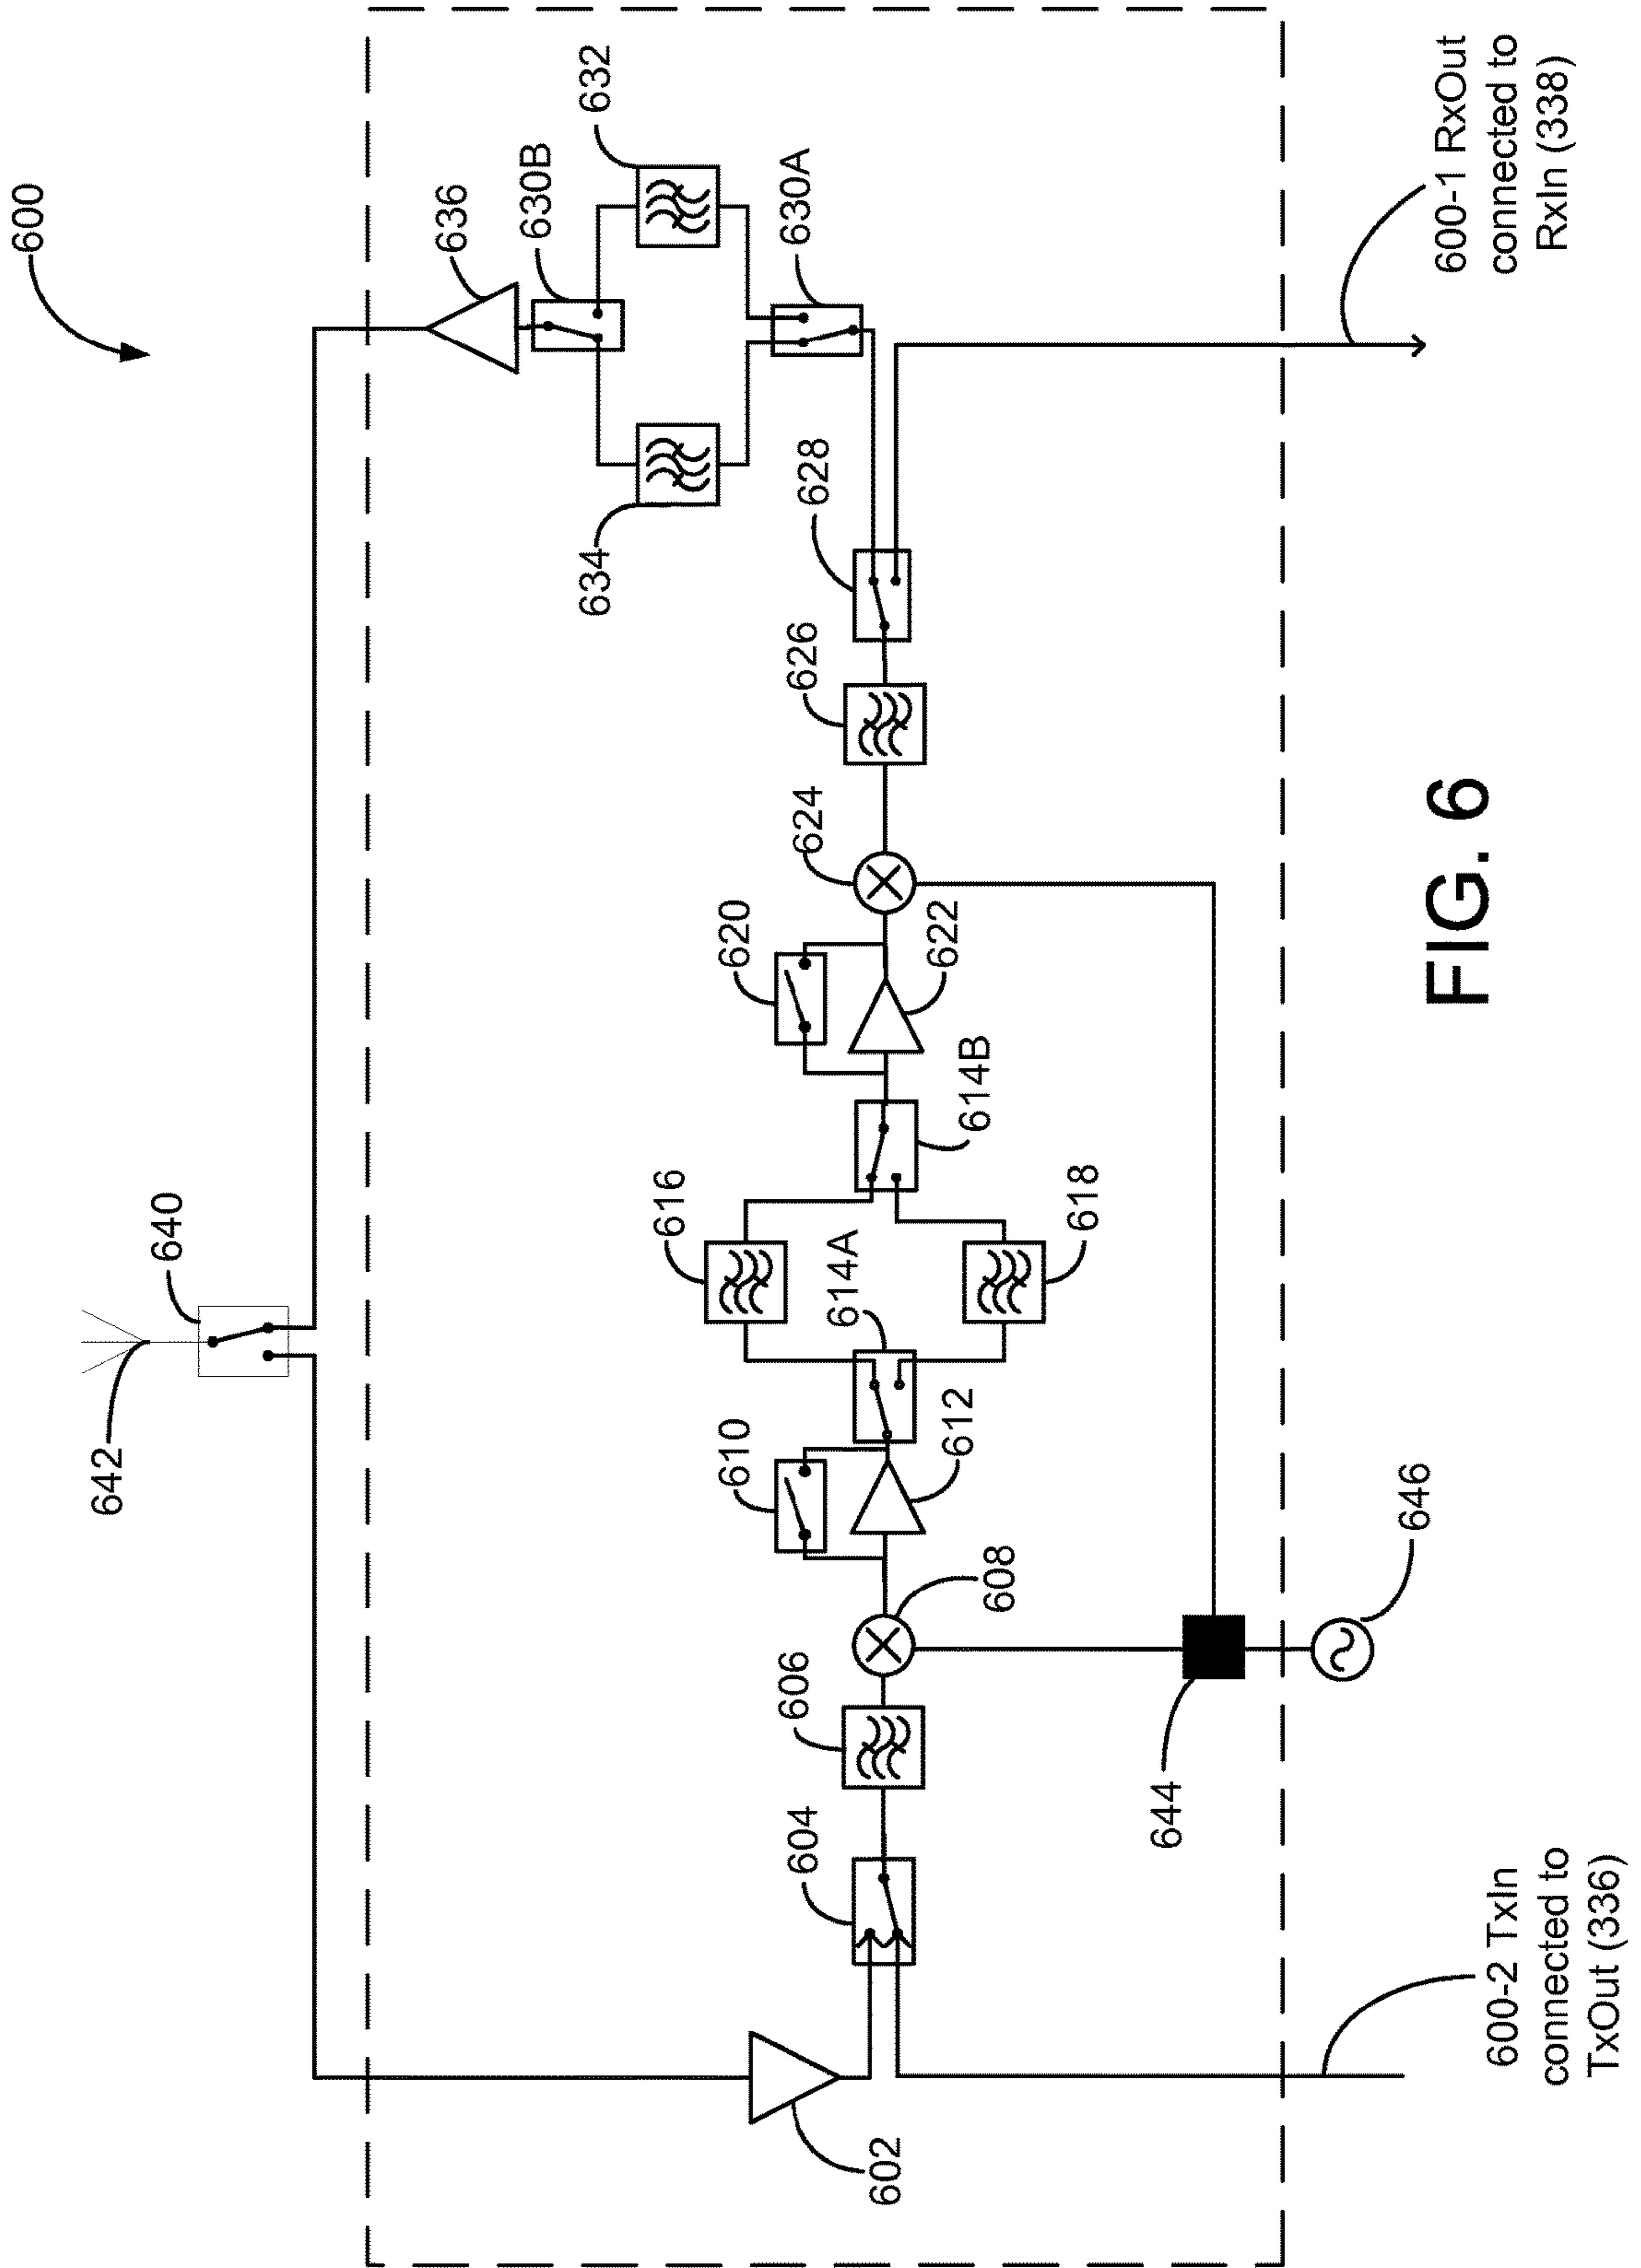 600
642
640
636
630B
632
634
630A
602
604
606
608
610
612
614A
616
618
614B
620
622
624
626
628
644
646
600-2 TxIn
connected to
TxOut (336)
600-1 RxOut
connected to
RxIn (338)
FIG. 6